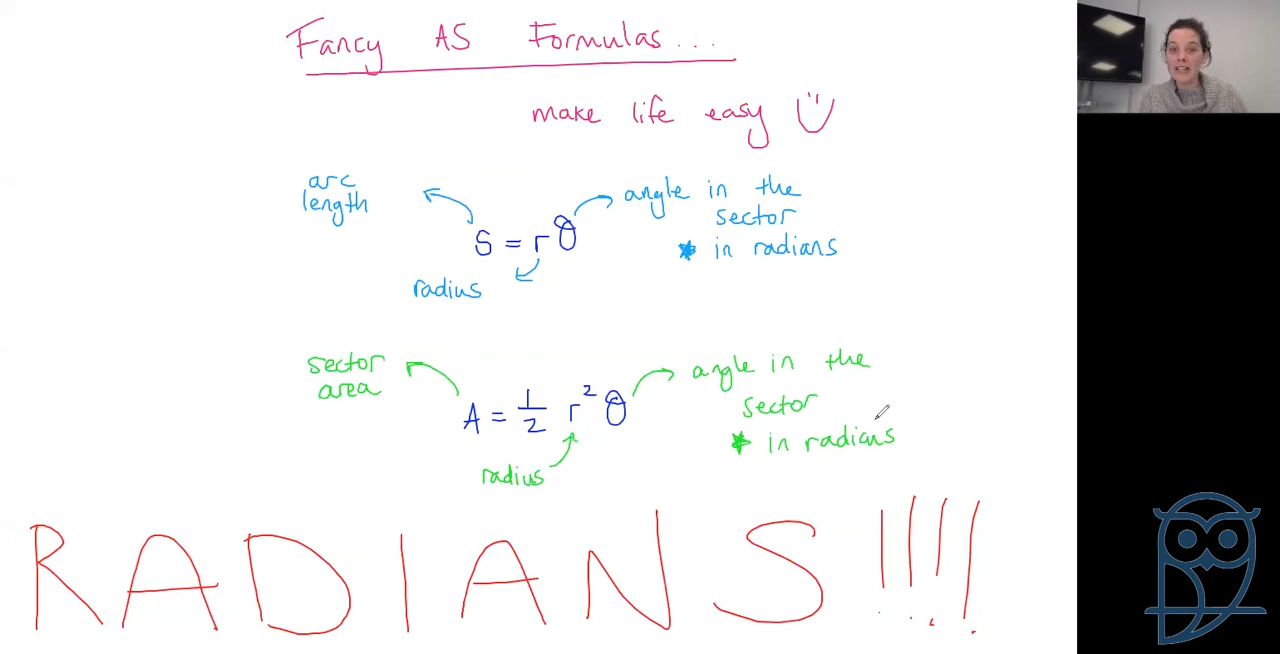 Fancy AS Formulas...
make life easy
arc
length
angle in the
sector
* in radians
S = rθ
radius
sector
area
angle in the
sector
* in radians
A = 1/2 r² θ
radius
RADIANS!!!!